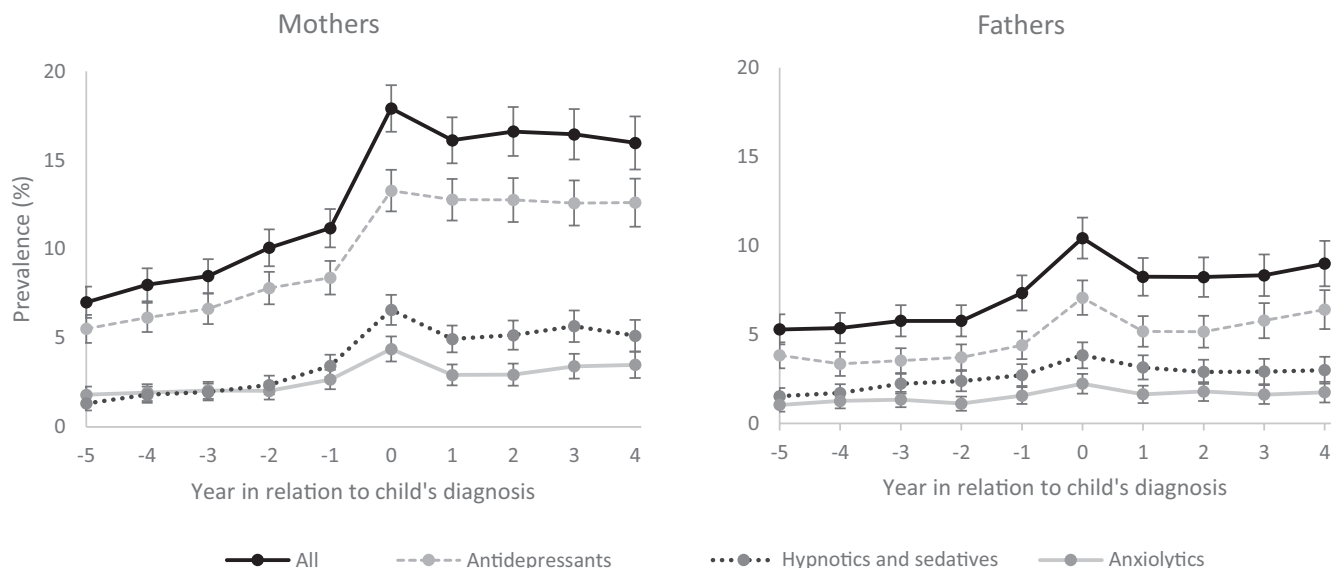 Mothers
Fathers
20
15
10
5
0
Prevalence (%)
-5 -4 -3 -2 -1 0 1 2 3 4
Year in relation to child's diagnosis
20
15
10
5
0
-5 -4 -3 -2 -1 0 1 2 3 4
Year in relation to child's diagnosis
All Antidepressants Hypnotics and sedatives Anxiolytics